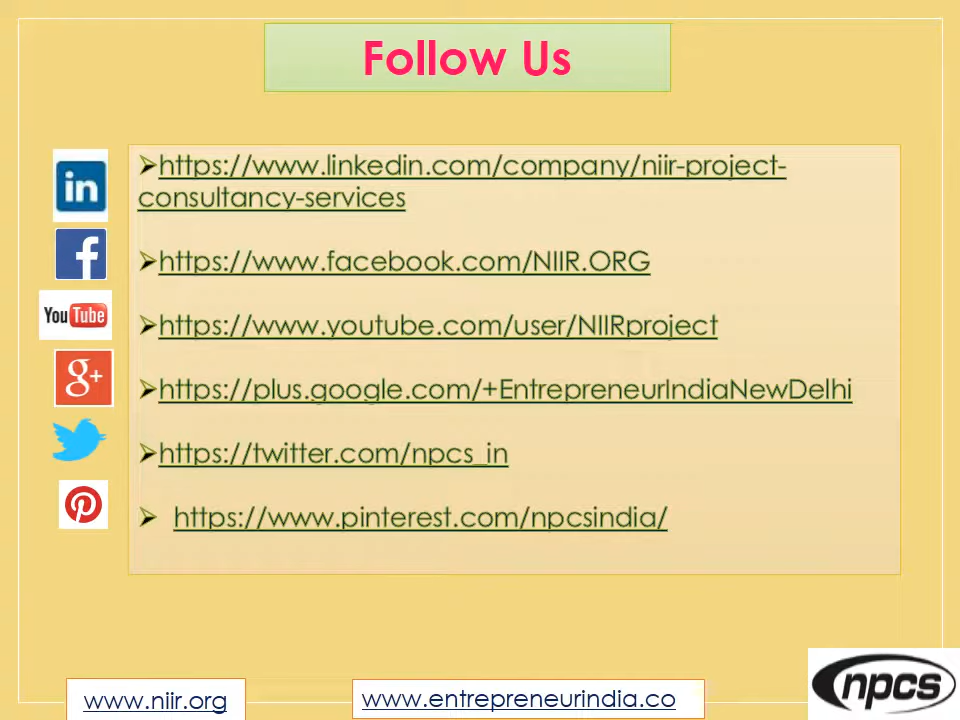 Follow Us
in
➢https://www.linkedin.com/company/niir-project-
consultancy-services
f
➢https://www.facebook.com/NIIR.ORG
YouTube
➢https://www.youtube.com/user/NIIRproject
g+
➢https://plus.google.com/+EntrepreneurIndiaNewDelhi
➢https://twitter.com/npcs_in
➢ https://www.pinterest.com/npcsindia/
www.niir.org
www.entrepreneurindia.co
npcs